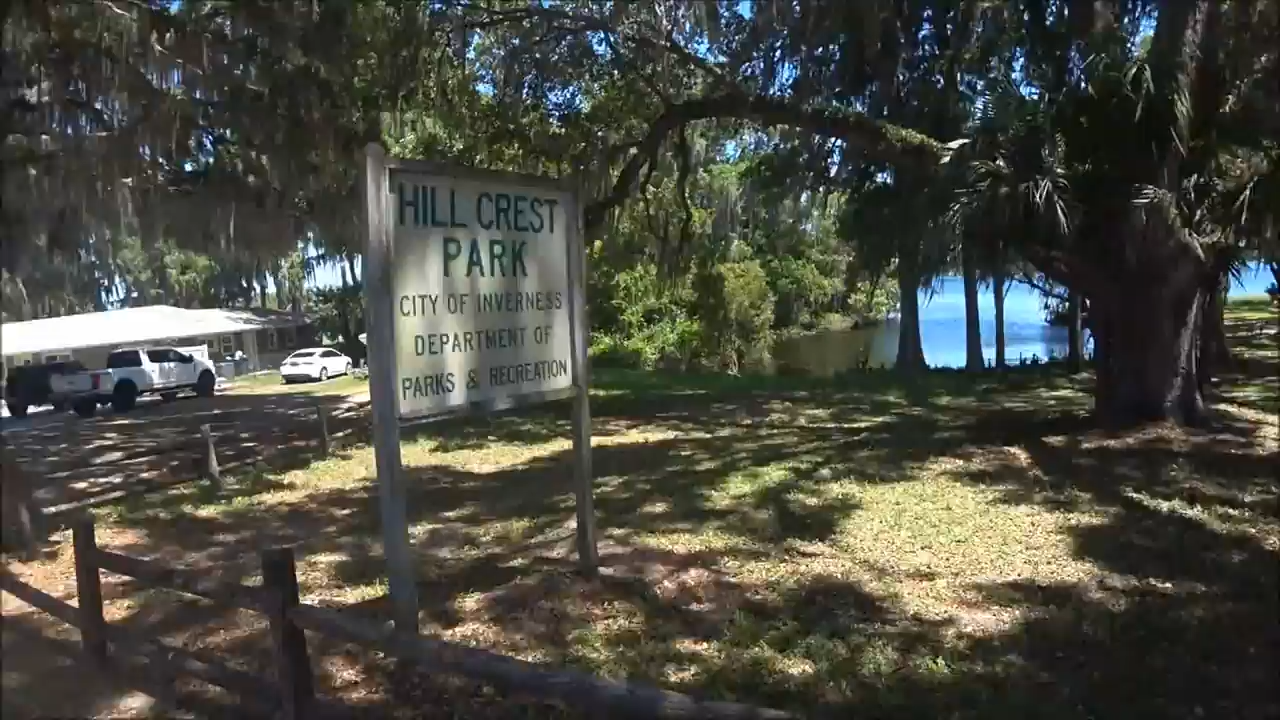 HILL CREST
PARK
CITY OF INVERNESS
DEPARTMENT OF
PARKS & RECREATION